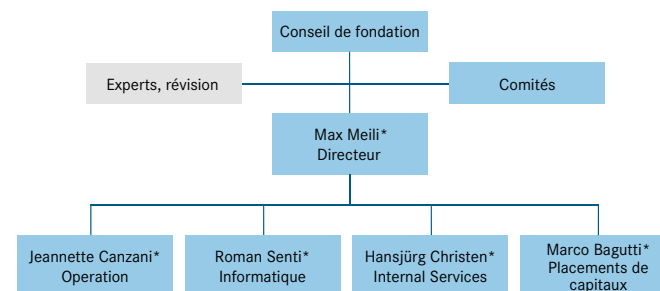 Conseil de fondation
Experts, révision
Comités
Max Meili*
Directeur
Jeannette Canzani*
Operation
Roman Senti*
Informatique
Hansjürg Christen*
Internal Services
Marco Bagutti*
Placements de
capitaux